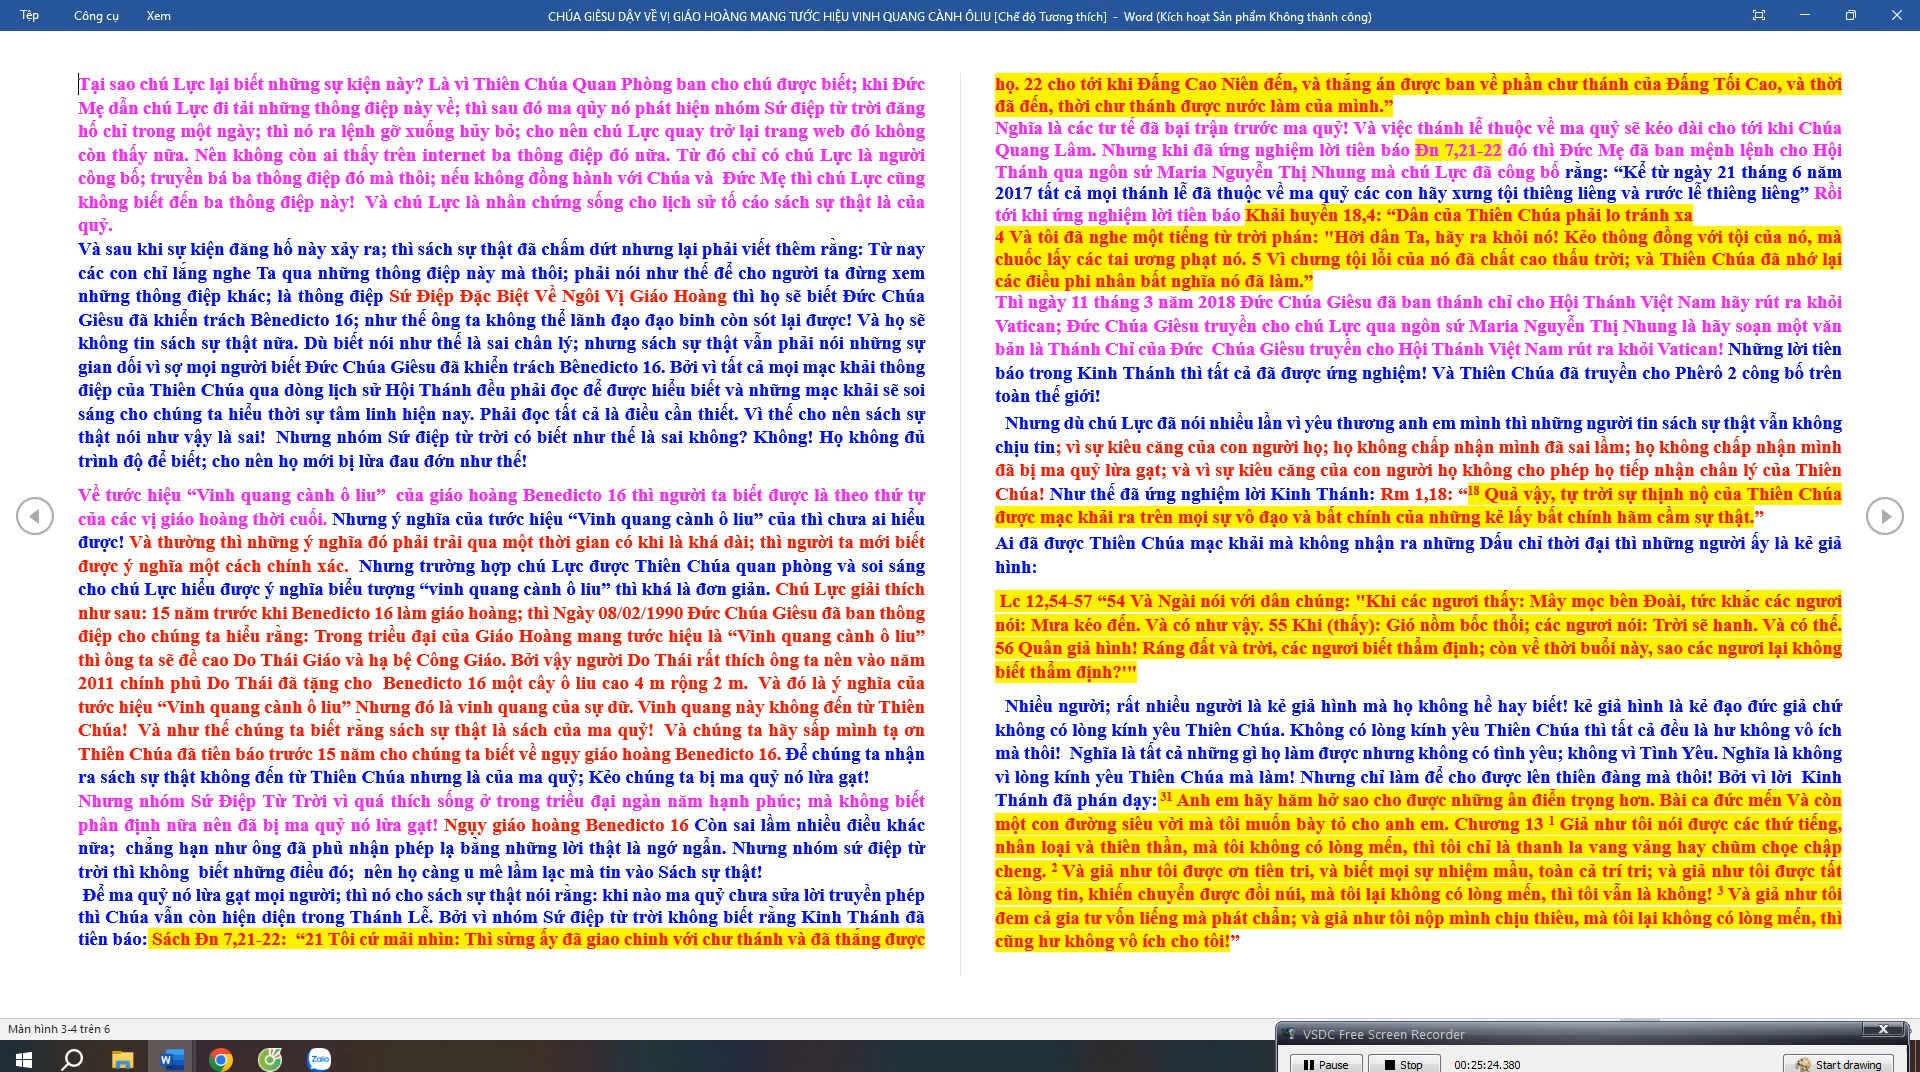 Tệp Công cụ Xem CHÚA GIÊSU DẬY VỀ VỊ GIÁO HOÀNG MANG TƯỚC HIỆU VINH QUANG CÀNH ÔLIU [Chế độ Tương thích] - Word (Kích hoạt Sản phẩm Không thành công)
Tại sao chú Lực lại biết những sự kiện này? Là vì Thiên Chúa Quan Phòng ban cho chú được biết; khi Đức
Mẹ dẫn chú Lực đi tải những thông điệp này về; thì sau đó ma qủy nó phát hiện nhóm Sứ điệp từ trời đăng
hố chỉ trong một ngày; thì nó ra lệnh gỡ xuống hủy bỏ; cho nên chú Lực quay trở lại trang web đó không
còn thấy nữa. Nên không còn ai thấy trên internet ba thông điệp đó nữa. Từ đó chỉ có chú Lực là người
công bố; truyền bá ba thông điệp đó mà thôi; nếu không đồng hành với Chúa và Đức Mẹ thì chú Lực cũng
không biết đến ba thông điệp này! Và chú Lực là nhân chứng sống cho lịch sử tố cáo sách sự thật là của
quỷ.
Và sau khi sự kiện đăng hố này xảy ra; thì sách sự thật đã chấm dứt nhưng lại phải viết thêm rằng: Từ nay
các con chỉ lắng nghe Ta qua những thông điệp này mà thôi; phải nói như thế để cho người ta đừng xem
những thông điệp khác; là thông điệp Sứ Điệp Đặc Biệt Về Ngôi Vị Giáo Hoàng thì họ sẽ biết Đức Chúa
Giêsu đã khiển trách Bênedicto 16; như thế ông ta không thể lãnh đạo đạo binh còn sót lại được! Và họ sẽ
không tin sách sự thật nữa. Dù biết nói như thế là sai chân lý; nhưng sách sự thật vẫn phải nói những sự
gian dối vì sợ mọi người biết Đức Chúa Giêsu đã khiển trách Bênedicto 16. Bởi vì tất cả mọi mạc khải thông
điệp của Thiên Chúa qua dòng lịch sử Hội Thánh đều phải đọc để được hiểu biết và những mạc khải sẽ soi
sáng cho chúng ta hiểu thời sự tâm linh hiện nay. Phải đọc tất cả là điều cần thiết. Vì thế cho nên sách sự
thật nói như vậy là sai! Nhưng nhóm Sứ điệp từ trời có biết như thế là sai không? Không! Họ không đủ
trình độ để biết; cho nên họ mới bị lừa đau đớn như thế!
Về tước hiệu “Vinh quang cành ô liu” của giáo hoàng Benedicto 16 thì người ta biết được là theo thứ tự
của các vị giáo hoàng thời cuối. Nhưng ý nghĩa của tước hiệu “Vinh quang cành ô liu” của thì chưa ai hiểu
được! Và thường thì những ý nghĩa đó phải trải qua một thời gian có khi là khá dài; thì người ta mới biết
được ý nghĩa một cách chính xác. Nhưng trường hợp chú Lực được Thiên Chúa quan phòng và soi sáng
cho chú Lực hiểu được ý nghĩa biểu tượng “vinh quang cành ô liu” thì khá là đơn giản. Chú Lực giải thích
như sau: 15 năm trước khi Benedicto 16 làm giáo hoàng; thì Ngày 08/02/1990 Đức Chúa Giêsu đã ban thông
điệp cho chúng ta hiểu rằng: Trong triều đại của Giáo Hoàng mang tước hiệu là “Vinh quang cành ô liu”
thì ông ta sẽ đề cao Do Thái Giáo và hạ bệ Công Giáo. Bởi vậy người Do Thái rất thích ông ta nên vào năm
2011 chính phủ Do Thái đã tặng cho Benedicto 16 một cây ô liu cao 4 m rộng 2 m. Và đó là ý nghĩa của
tước hiệu “Vinh quang cành ô liu” Nhưng đó là vinh quang của sự dữ. Vinh quang này không đến từ Thiên
Chúa! Và như thế chúng ta biết rằng sách sự thật là sách của ma quỷ! Và chúng ta hãy sấp mình tạ ơn
Thiên Chúa đã tiên báo trước 15 năm cho chúng ta biết về ngụy giáo hoàng Benedicto 16. Để chúng ta nhận
ra sách sự thật không đến từ Thiên Chúa nhưng là của ma quỷ; Kẻo chúng ta bị ma quỷ nó lừa gạt!
Nhưng nhóm Sứ Điệp Từ Trời vì quá thích sống ở trong triều đại ngàn năm hạnh phúc; mà không biết
phân định nữa nên đã bị ma quỷ nó lừa gạt! Ngụy giáo hoàng Benedicto 16 Còn sai lầm nhiều điều khác
nữa; chẳng hạn như ông đã phủ nhận phép lạ bằng những lời thật là ngớ ngẩn. Nhưng nhóm sứ điệp từ
trời thì không biết những điều đó; nên họ càng u mê lầm lạc mà tin vào Sách sự thật!
Để ma quỷ nó lừa gạt mọi người; thì nó cho sách sự thật nói rằng: khi nào ma quỷ chưa sửa lời truyền phép
thì Chúa vẫn còn hiện diện trong Thánh Lễ. Bởi vì nhóm Sứ điệp từ trời không biết rằng Kinh Thánh đã
tiên báo: Sách Đn 7,21-22: “21 Tôi cứ mải nhìn: Thì sừng ấy đã giao chinh với chư thánh và đã thắng được
họ. 22 cho tới khi Đấng Cao Niên đến, và thắng án được ban về phần chư thánh của Đấng Tối Cao, và thời
đã đến, thời chư thánh được nước làm của mình.”
Nghĩa là các tư tế đã bại trận trước ma quỷ! Và việc thánh lễ thuộc về ma quỷ sẽ kéo dài cho tới khi Chúa
Quang Lâm. Nhưng khi đã ứng nghiệm lời tiên báo Đn 7,21-22 đó thì Đức Mẹ đã ban mệnh lệnh cho Hội
Thánh qua ngôn sứ Maria Nguyễn Thị Nhung mà chú Lực đã công bố rằng: “Kể từ ngày 21 tháng 6 năm
2017 tất cả mọi thánh lễ đã thuộc về ma quỷ các con hãy xưng tội thiêng liêng và rước lễ thiêng liêng” Rồi
tới khi ứng nghiệm lời tiên báo Khải huyền 18,4: “Dân của Thiên Chúa phải lo tránh xa
4 Và tôi đã nghe một tiếng từ trời phán: "Hỡi dân Ta, hãy ra khỏi nó! Kẻo thông đồng với tội của nó, mà
chuốc lấy các tai ương phạt nó. 5 Vì chưng tội lỗi của nó đã chất cao thấu trời; và Thiên Chúa đã nhớ lại
các điều phi nhân bất nghĩa nó đã làm.”
Thì ngày 11 tháng 3 năm 2018 Đức Chúa Giêsu đã ban thánh chỉ cho Hội Thánh Việt Nam hãy rút ra khỏi
Vatican; Đức Chúa Giêsu truyền cho chú Lực qua ngôn sứ Maria Nguyễn Thị Nhung là hãy soạn một văn
bản là Thánh Chỉ của Đức Chúa Giêsu truyền cho Hội Thánh Việt Nam rút ra khỏi Vatican! Những lời tiên
báo trong Kinh Thánh thì tất cả đã được ứng nghiệm! Và Thiên Chúa đã truyền cho Phêrô 2 công bố trên
toàn thế giới!
Nhưng dù chú Lực đã nói nhiều lần vì yêu thương anh em mình thì những người tin sách sự thật vẫn không
chịu tin; vì sự kiêu căng của con người họ; họ không chấp nhận mình đã sai lầm; họ không chấp nhận mình
đã bị ma quỷ lừa gạt; và vì sự kiêu căng của con người họ không cho phép họ tiếp nhận chân lý của Thiên
Chúa! Như thế đã ứng nghiệm lời Kinh Thánh: Rm 1,18: “18 Quả vậy, tự trời sự thịnh nộ của Thiên Chúa
được mạc khải ra trên mọi sự vô đạo và bất chính của những kẻ lấy bất chính hãm cầm sự thật.”
Ai đã được Thiên Chúa mạc khải mà không nhận ra những Dấu chỉ thời đại thì những người ấy là kẻ giả
hình:
Lc 12,54-57 “54 Và Ngài nói với dân chúng: "Khi các ngươi thấy: Mây mọc bên Đoài, tức khắc các ngươi
nói: Mưa kéo đến. Và có như vậy. 55 Khi (thấy): Gió nồm bốc thổi; các ngươi nói: Trời sẽ hanh. Và có thế.
56 Quân giả hình! Ráng đất và trời, các ngươi biết thẩm định; còn về thời buổi này, sao các ngươi lại không
biết thẩm định?'"
Nhiều người; rất nhiều người là kẻ giả hình mà họ không hề hay biết! kẻ giả hình là kẻ đạo đức giả chứ
không có lòng kính yêu Thiên Chúa. Không có lòng kính yêu Thiên Chúa thì tất cả đều là hư không vô ích
mà thôi! Nghĩa là tất cả những gì họ làm được nhưng không có tình yêu; không vì Tình Yêu. Nghĩa là không
vì lòng kính yêu Thiên Chúa mà làm! Nhưng chỉ làm để cho được lên thiên đàng mà thôi! Bởi vì lời Kinh
Thánh đã phán dạy: 31 Anh em hãy hăm hở sao cho được những ân điển trọng hơn. Bài ca đức mến Và còn
một con đường siêu vời mà tôi muốn bày tỏ cho anh em. Chương 13 1 Giả như tôi nói được các thứ tiếng,
nhân loại và thiên thần, mà tôi không có lòng mến, thì tôi chỉ là thanh la vang vảng hay chũm chọe chập
cheng. 2 Và giả như tôi được ơn tiên tri, và biết mọi sự nhiệm mầu, toàn cả trí tri; và giả như tôi được tất
cả lòng tin, khiến chuyển được đồi núi, mà tôi lại không có lòng mến, thì tôi vẫn là không! 3 Và giả như tôi
đem cả gia tư vốn liếng mà phát chẩn; và giả như tôi nộp mình chịu thiêu, mà tôi lại không có lòng mến, thì
cũng hư không vô ích cho tôi!”
Màn hình 3-4 trên 6
VSDC Free Screen Recorder
Zalo Pause Stop 00:25:24.380 Start drawing